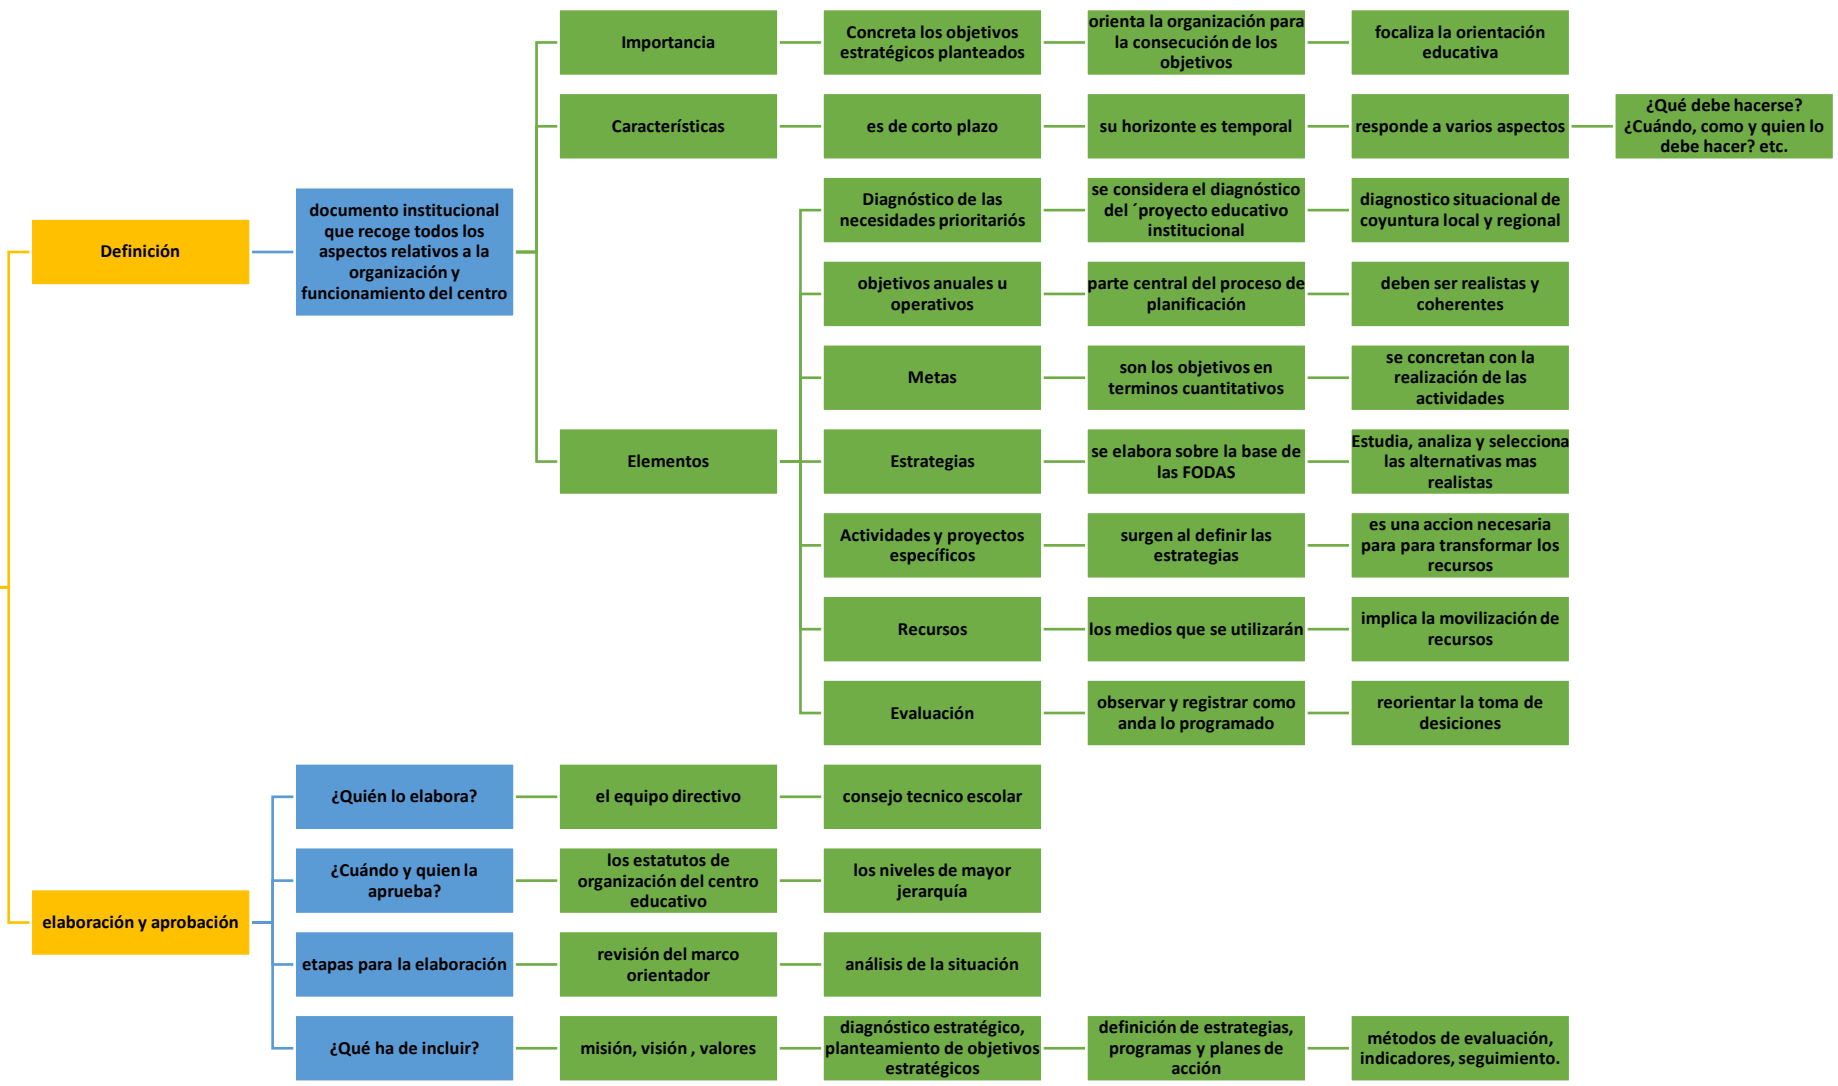 Definición
documento institucional
que recoge todos los
aspectos relativos a la
organización y
funcionamiento del centro
Importancia
Concreta los objetivos
estratégicos planteados
orienta la organización para
la consecución de los
objetivos
focaliza la orientación
educativa
Cararterísticas
es de corto plazo
su horizonte es temporal
responde a varios aspectos
¿Qué debe hacerse?
¿Cuándo, como y quien lo
debe hacer? etc.
Elementos
Diagnóstico de las
necesidades prioritariós
se considera el diagnóstico
del ´proyecto educativo
institucional
diagnostico situacional de
coyuntura local y regional
objetivos anuales u
operativos
parte central del proceso de
planificación
deben ser realistas y
coherentes
Metas
son los objetivos en
terminos cuantitativos
se concretan con la
realización de las
actividades
Estrategias
se elabora sobre la base de
las FODAS
Estudia, analiza y selecciona
las alternativas mas
realistas
Actividades y proyectos
específicos
surgen al definir las
estrategias
es una accion necesaria
para para transformar los
recursos
Recursos
los medios que se utilizarán
implica la movilización de
recursos
Evaluación
observar y registrar como
anda lo programado
reorientar la toma de
desiciones
elaboración y aprobación
¿Quién lo elabora?
el equipo directivo
consejo tecnico escolar
¿Cuándo y quien la
aprueba?
los estatutos de
organización del centro
educativo
los niveles de mayor
jerarquía
etapas para la elaboración
revisión del marco
orientador
análisis de la situación
¿Qué ha de incluir?
misión, visión , valores
diagnóstico estratégico,
planteamiento de objetivos
estratégicos
definición de estrategias,
programas y planes de
acción
métodos de evaluación,
indicadores, seguimiento.